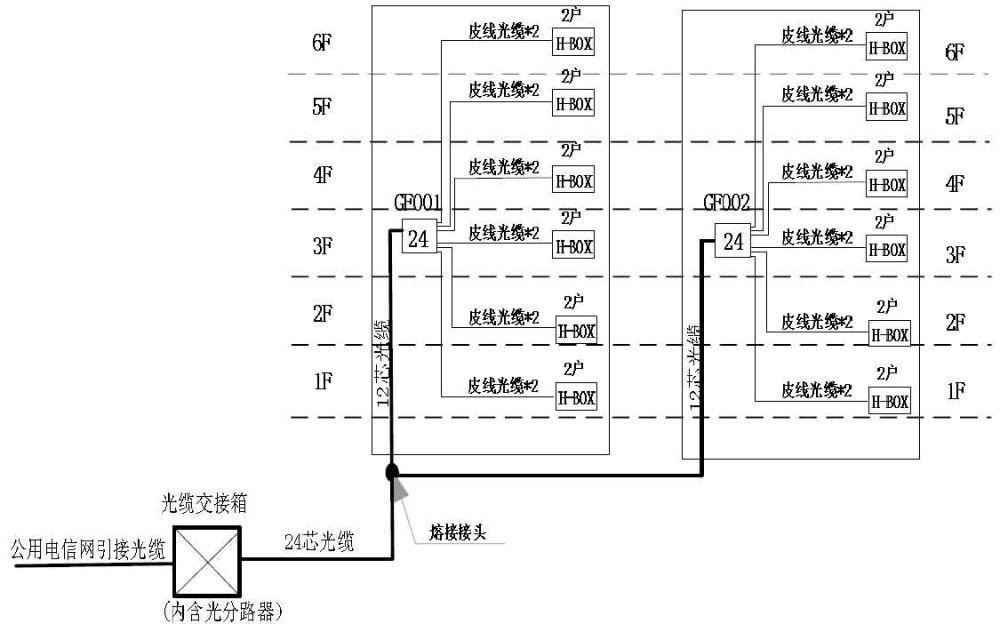 2户
2户
6F
皮线光缆*2
H-BOX
皮线光缆*2
H-BOX
6F
2户
2户
5F
皮线光缆*2
H-BOX
皮线光缆*2
H-BOX
5F
2户
2户
4F
皮线光缆*2
H-BOX
皮线光缆*2
H-BOX
4F
GF001
2户
GF002
2户
3F
24
皮线光缆*2
H-BOX
24
皮线光缆*2
H-BOX
3F
2户
2户
2F
皮线光缆*2
H-BOX
皮线光缆*2
H-BOX
2F
12芯光缆
12芯光缆
2户
2户
1F
皮线光缆*2
H-BOX
皮线光缆*2
H-BOX
1F
光缆交接箱
熔接接头
公用电信网引接光缆
24芯光缆
(内含光分路器)